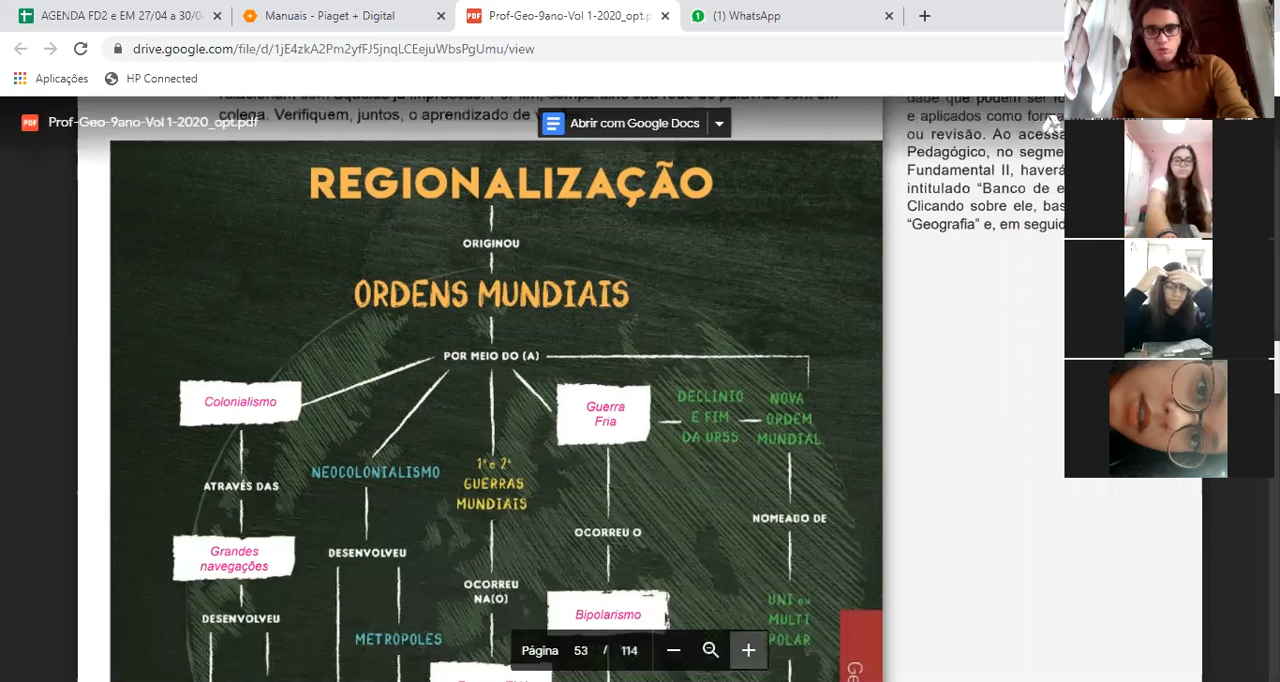 AGENDA FD2 e EM 27/04 a 30/0
Manuais - Piaget + Digital
Prof-Geo-9ano-Vol 1-2020_opt.p
(1) WhatsApp
drive.google.com/file/d/1jE4zkA2Pm2yfFJ5jnqLCEejuWbsPgUmu/view
Aplicações
HP Connected
colega. Verifiquem, juntos, o aprendizado de
Prof-Geo-9ano-Vol 1-2020_opt.pdf
Abrir com Google Docs
dade que podem ser
e aplicados como
ou revisão. Ao acess
Pedagógico, no segme
Fundamental II, haverá
intitulado “Banco de e
Clicando sobre ele, bas
“Geografia” e, em seguid
REGIONALIZAÇÃO
ORIGINOU
ORDENS MUNDIAIS
POR MEIO DO (A)
Colonialismo
Guerra
Fria
DECLINIO
E FIM
DA URSS
NOVA
ORDEM
MUNDIAL
NEOCOLONIALISMO
1ª e 2ª
GUERRAS
MUNDIAIS
ATRAVÉS DAS
NOMEADO DE
OCORREU O
Grandes
navegações
DESENVOLVEU
OCORREU
NA(O)
UNI ou
MULTI
POLAR
Bipolarismo
DESENVOLVEU
METRÓPOLES
Página 53 / 114